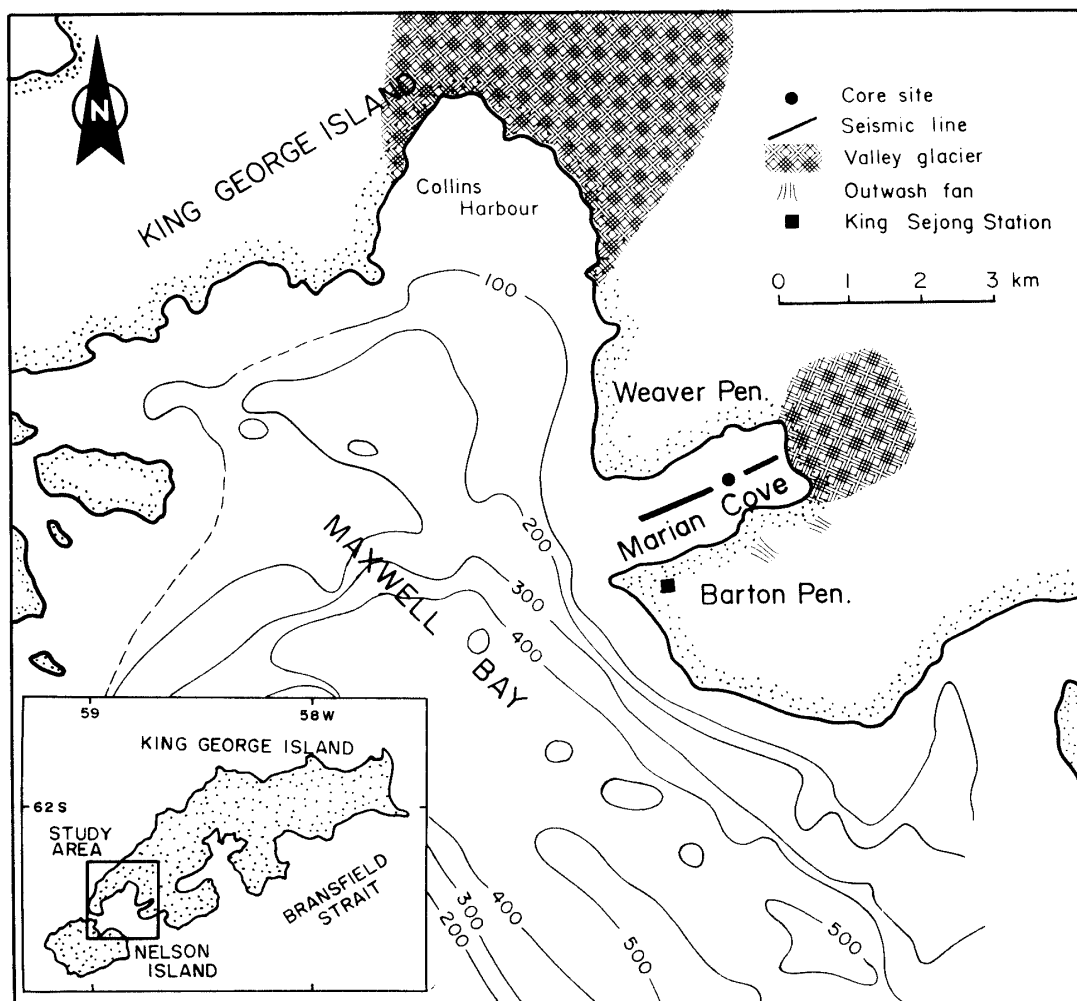 N
KING GEORGE ISLAND
Collins
Harbour
Core site
Seismic line
Valley glacier
Outwash fan
King Sejong Station
0 1 2 3 km
100
Weaver Pen.
Marian Cove
200
MAXWELL
BAY
300
400
Barton Pen.
59
58 W
KING GEORGE ISLAND
62 S
STUDY
AREA
BRANSFIELD
STRAIT
NELSON
ISLAND
400
300
200
500
500